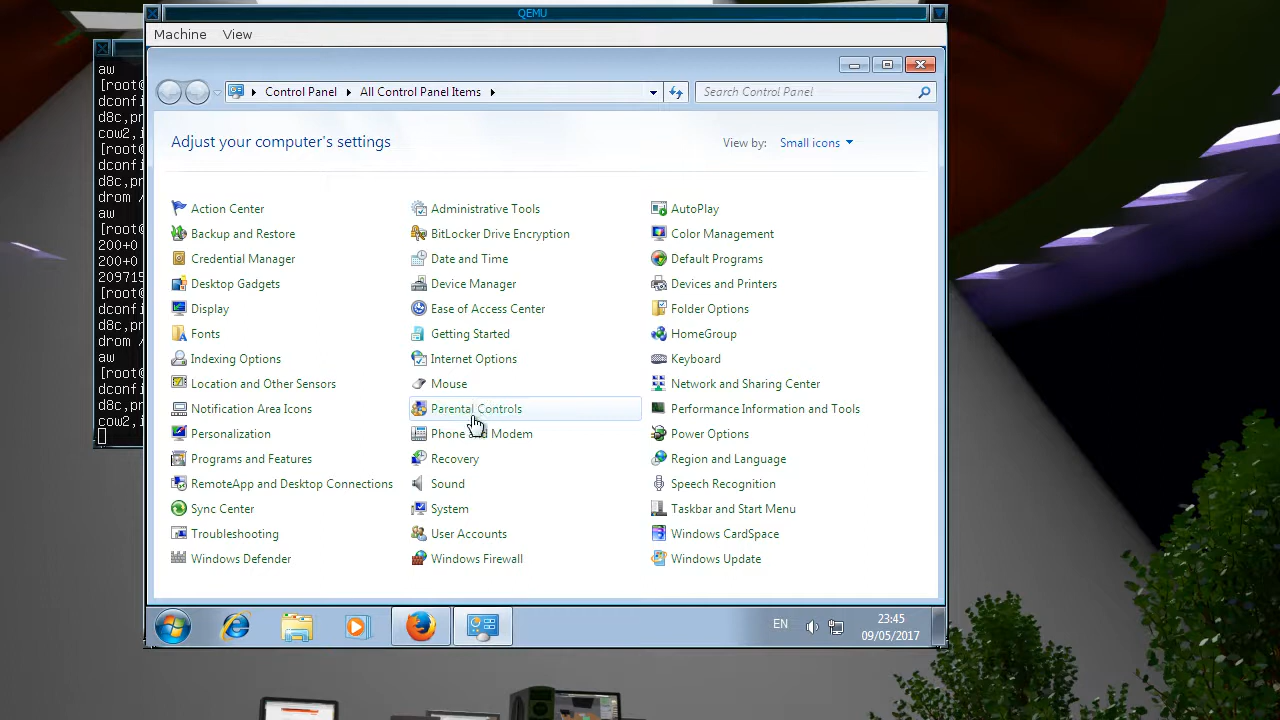 QEMU
Machine View
Control Panel All Control Panel Items
Search Control Panel
Adjust your computer's settings
View by: Small icons
Action Center Administrative Tools AutoPlay
Backup and Restore BitLocker Drive Encryption Color Management
Credential Manager Date and Time Default Programs
Desktop Gadgets Device Manager Devices and Printers
Display Ease of Access Center Folder Options
Fonts Getting Started HomeGroup
Indexing Options Internet Options Keyboard
Location and Other Sensors Mouse Network and Sharing Center
Notification Area Icons Parental Controls Performance Information and Tools
Personalization Phone and Modem Power Options
Programs and Features Recovery Region and Language
RemoteApp and Desktop Connections Sound Speech Recognition
Sync Center System Taskbar and Start Menu
Troubleshooting User Accounts Windows CardSpace
Windows Defender Windows Firewall Windows Update
EN
23:45
09/05/2017
aw
[root@
dconfi
d8c,pr
cow2,i
[root@
dconfi
d8c,pr
drom /
aw
[root@
200+0
200+0
209715
[root@
dconfi
d8c,pr
drom /
aw
[root@
dconfi
d8c,pr
cow2,i